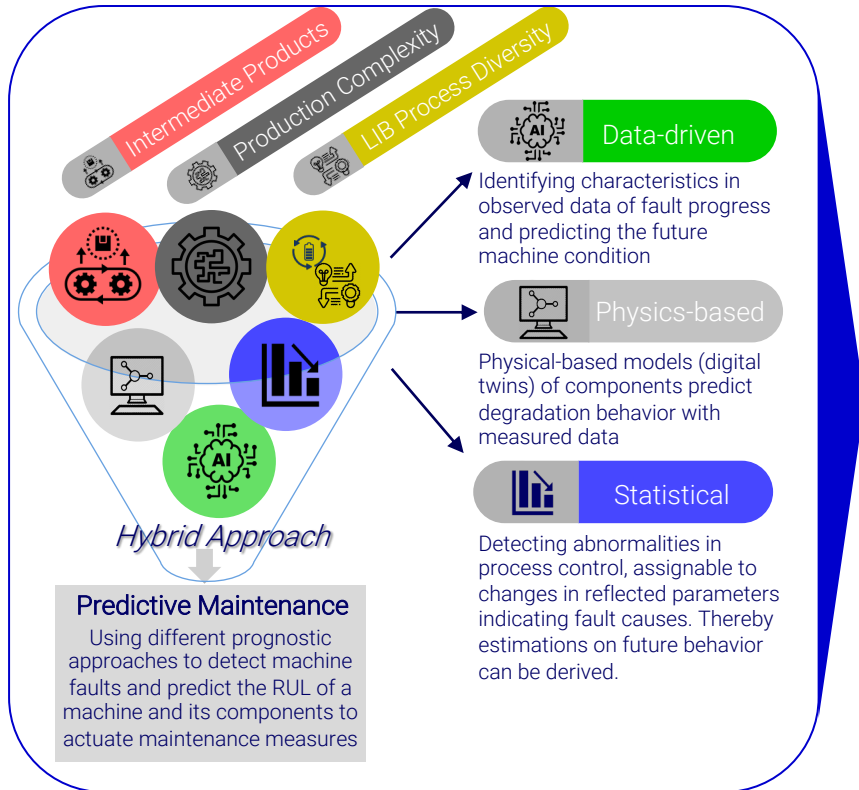 Intermediate Products
Production Complexity
LIB Process Diversity
AI
Data-driven
Identifying characteristics in
observed data of fault progress
and predicting the future
machine condition
Physics-based
Physical-based models (digital
twins) of components predict
degradation behavior with
measured data
Statistical
Detecting abnormalities in
process control, assignable to
changes in reflected parameters
indicating fault causes. Thereby
estimations on future behavior
can be derived.
AI
Hybrid Approach
Predictive Maintenance
Using different prognostic
approaches to detect machine
faults and predict the RUL of a
machine and its components to
actuate maintenance measures